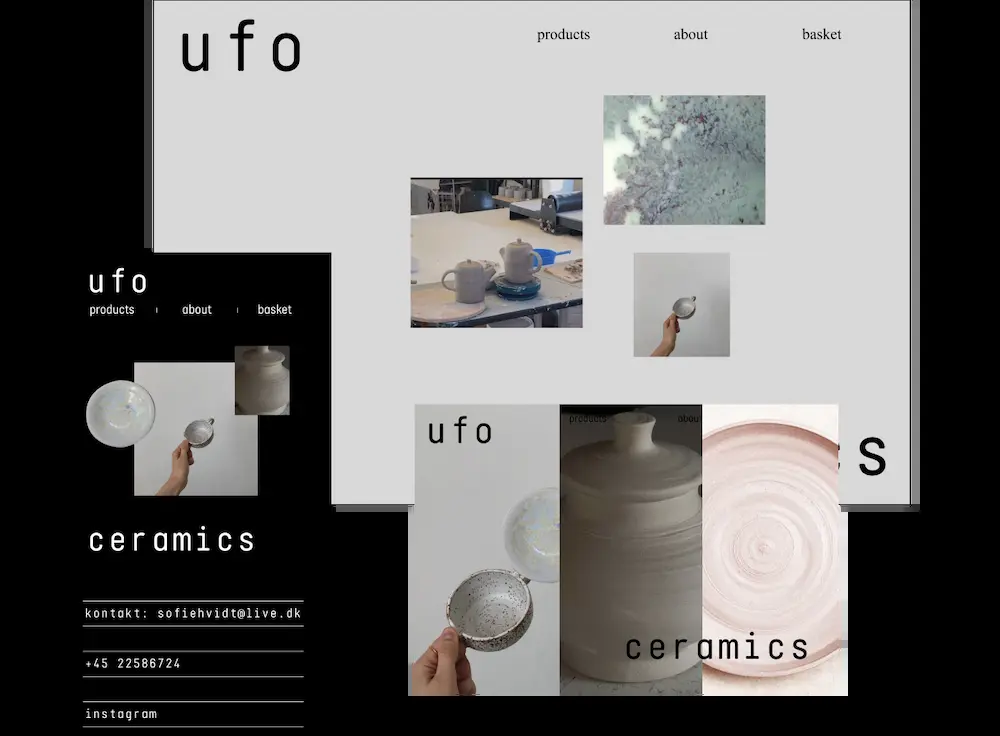 ufo
products about basket
ufo
products about basket
ceramics
kontakt: sofiehvidt@live.dk
+45 22586724
instagram
s
ufo
products abou
ceramics